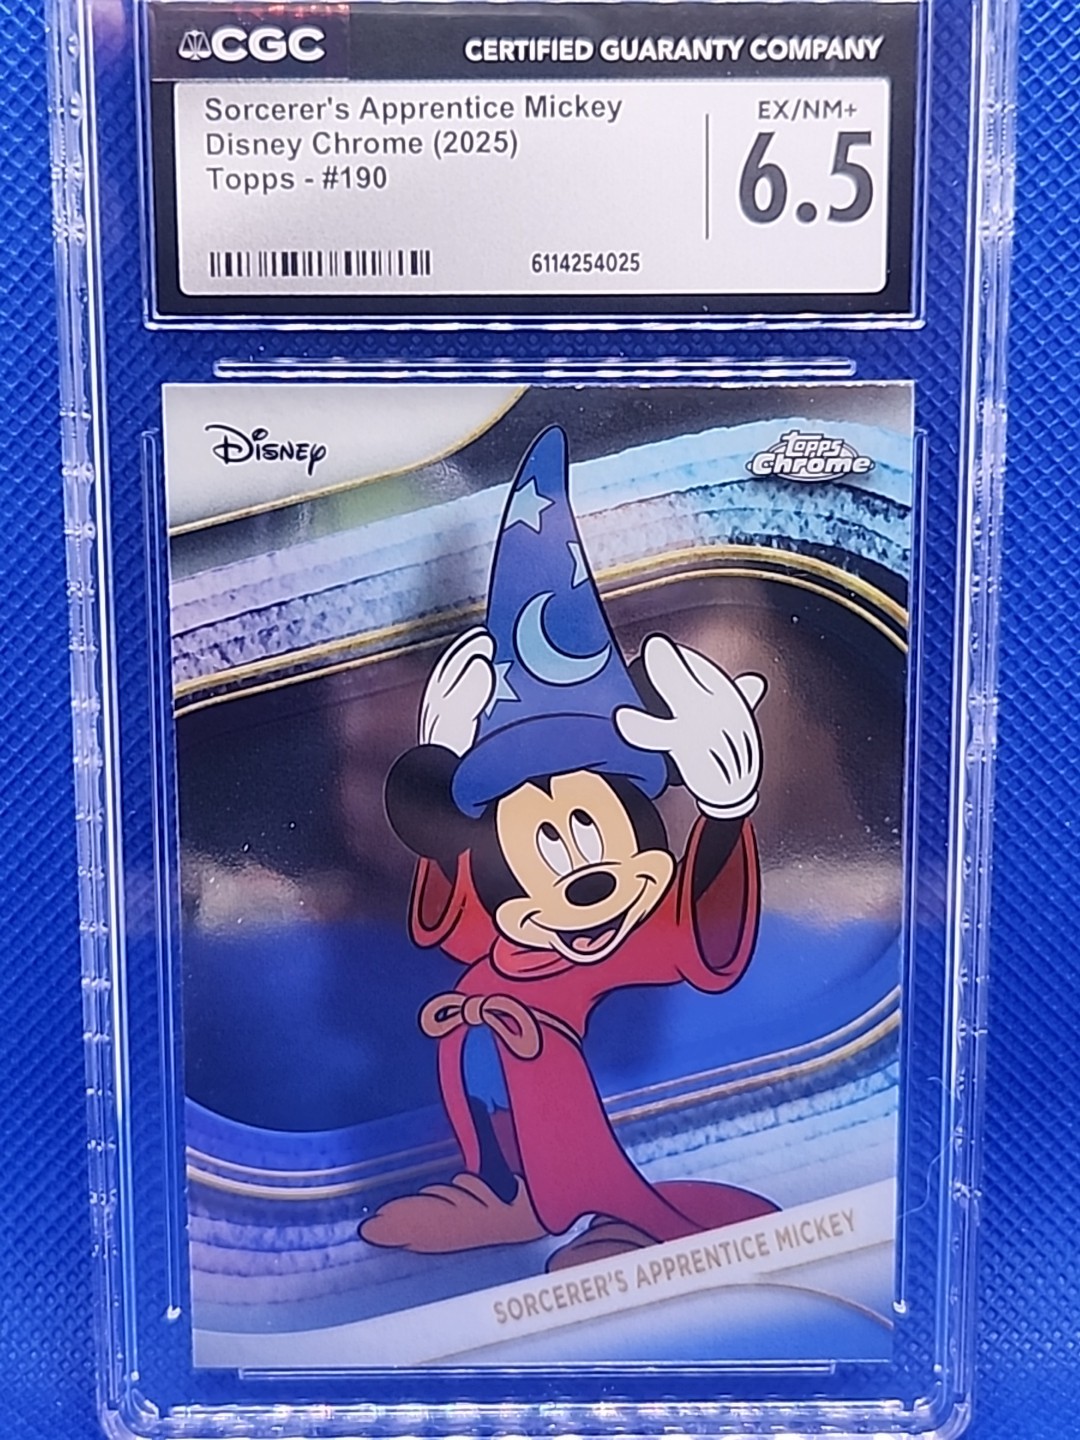 CGC
CERTIFIED GUARANTY COMPANY
Sorcerer's Apprentice Mickey
Disney Chrome (2025)
Topps - #190
EX/NM+
6.5
6114254025
Disney
Topps
Chrome
SORCERER'S APPRENTICE MICKEY